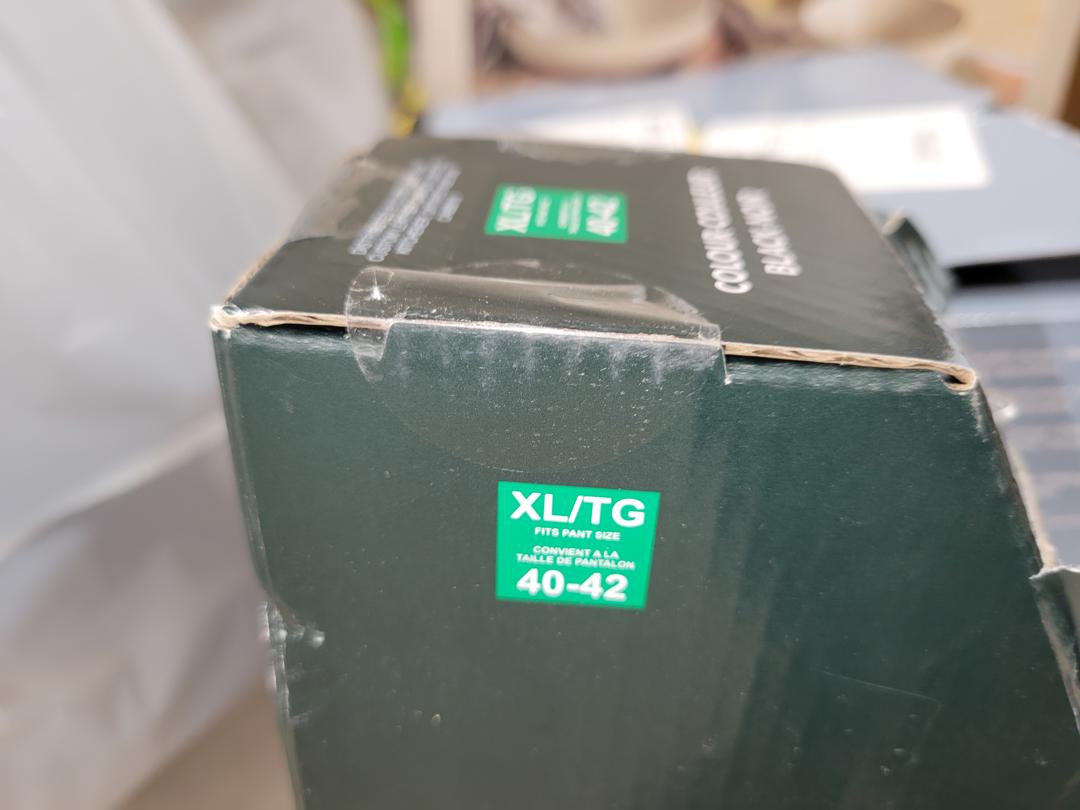 XL/TG
40-42
COLOUR-COULEUR:
BLACK-NOIR
XL/TG
FITS PANT SIZE
CONVIENT A LA
TAILLE DE PANTALON
40-42